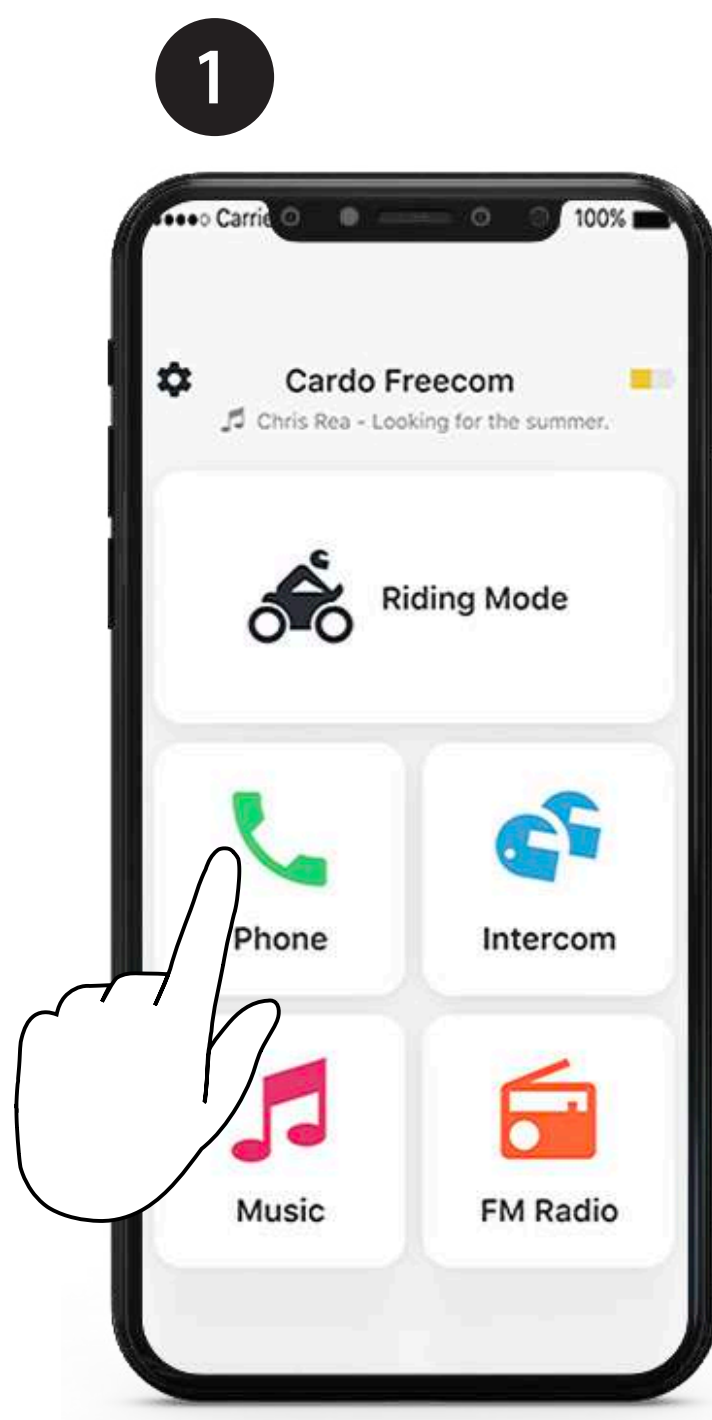 1
Carrie 100%
Cardo Freecom
Chris Rea - Looking for the summer.
Riding Mode
Phone Intercom
Music FM Radio